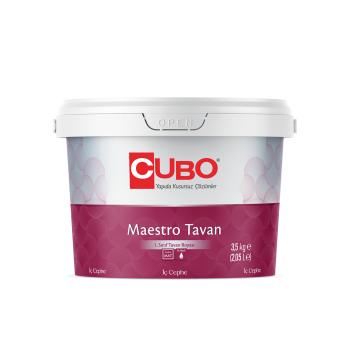 OPEN
CUBO®
Yapıda Kusursuz Çözümler
Maestro Tavan
1. Sınıf Tavan Boyası
MAT
3,5 kg e
(2,05 L e)
İç Cephe
İç Cephe
İç Cephe